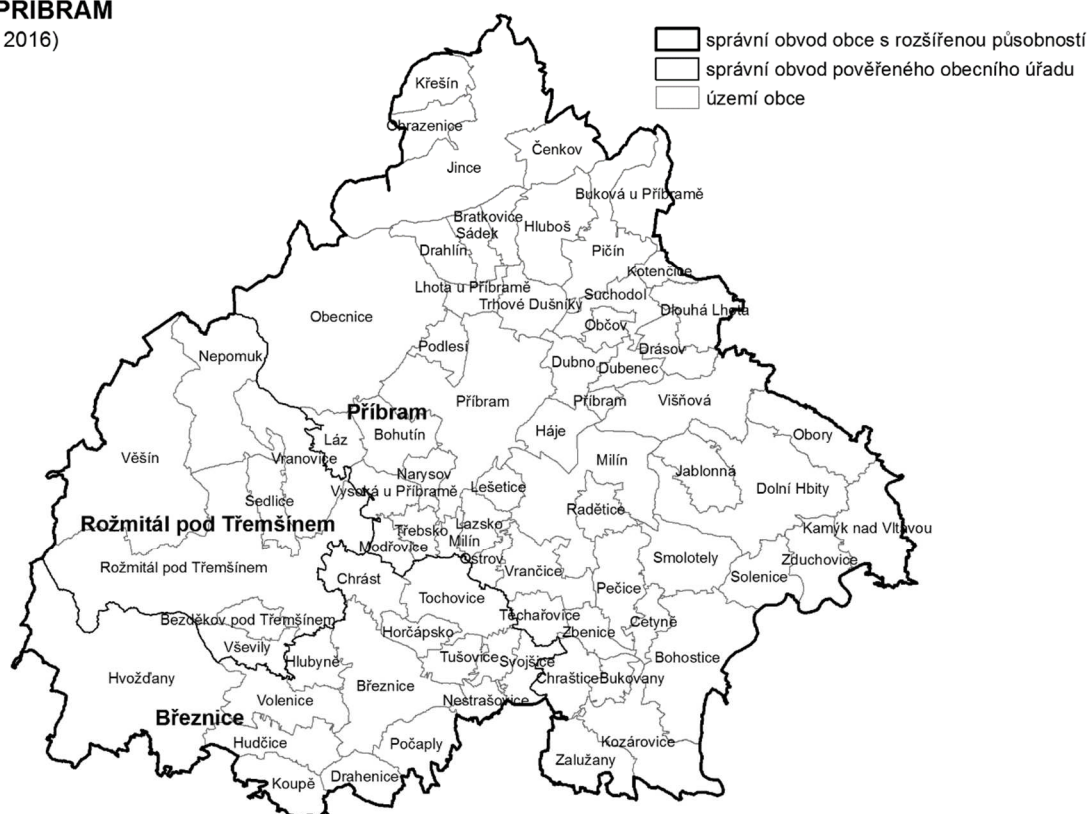 PŘÍBRAM
2016)
správní obvod obce s rozšířenou působností
správní obvod pověřeného obecního úřadu
území obce
Křešín
Obrazenice
Jince
Čenkov
Buková u Příbramě
Bratkovice
Sádek
Hluboš
Drahlín
Pičín
Kotenčice
Lhota u Příbramě
Suchodol
Trhové Dušníky
Dlouhá Lhota
Obecnice
Občov
Podlesí
Drásov
Nepomuk
Dubno
Dubenec
Příbram
Příbram
Višňová
Příbram
Háje
Bohutín
Láz
Obory
Věšín
Vranovice
Milín
Narysov
Jablonná
Vysoká u Příbramě
Lešetice
Dolní Hbity
Sedlice
Radětice
Rožmitál pod Třemšínem
Lazsko
Kamýk nad Vltavou
Třebsko
Milín
Modřovice
Ostrov
Smolotely
Zduchovice
Rožmitál pod Třemšínem
Vrančice
Solenice
Chrást
Pečice
Tochovice
Těchařovice
Bezděkov pod Třemšínem
Cetyně
Horčápsko
Zbenice
Vševily
Hlubyně
Tušovice
Svojšice
Bohostice
Hvožďany
Chraštice
Bukovany
Březnice
Volenice
Nestrašovice
Březnice
Hudčice
Počaply
Kozárovice
Zalužany
Koupě
Drahenice